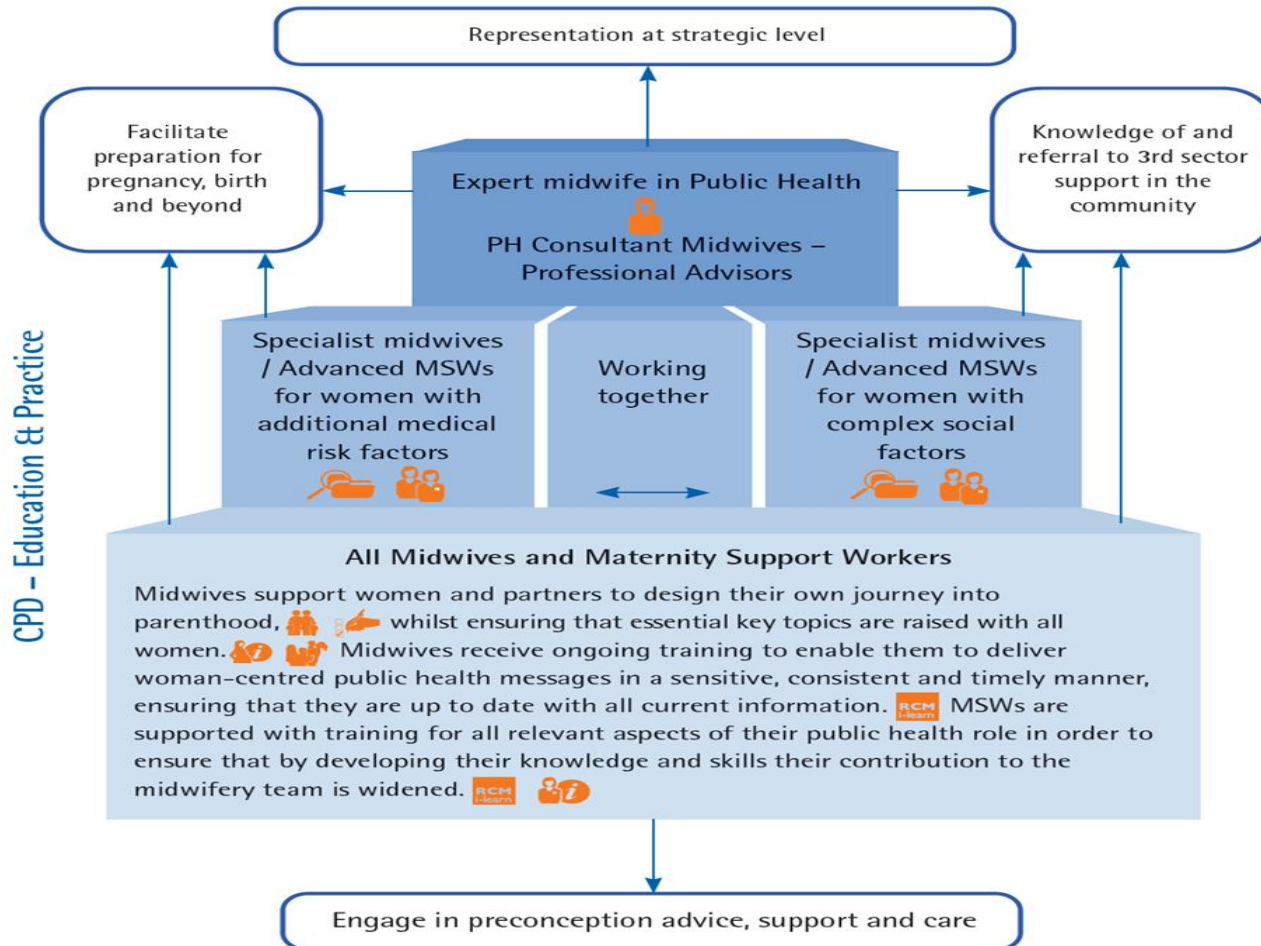 Representation at strategic level
Facilitate
preparation for
pregnancy, birth
and beyond
Knowledge of and
referral to 3rd sector
support in the
community
Expert midwife in Public Health
PH Consultant Midwives –
Professional Advisors
CPD – Education & Practice
Specialist midwives
/ Advanced MSWs
for women with
additional medical
risk factors
Working
together
Specialist midwives
/ Advanced MSWs
for women with
complex social
factors
All Midwives and Maternity Support Workers
Midwives support women and partners to design their own journey into
parenthood, whilst ensuring that essential key topics are raised with all
women. i Midwives receive ongoing training to enable them to deliver
woman-centred public health messages in a sensitive, consistent and timely manner,
ensuring that they are up to date with all current information. RCM i-learn MSWs are
supported with training for all relevant aspects of their public health role in order to
ensure that by developing their knowledge and skills their contribution to the
midwifery team is widened. RCM i-learn i
Engage in preconception advice, support and care